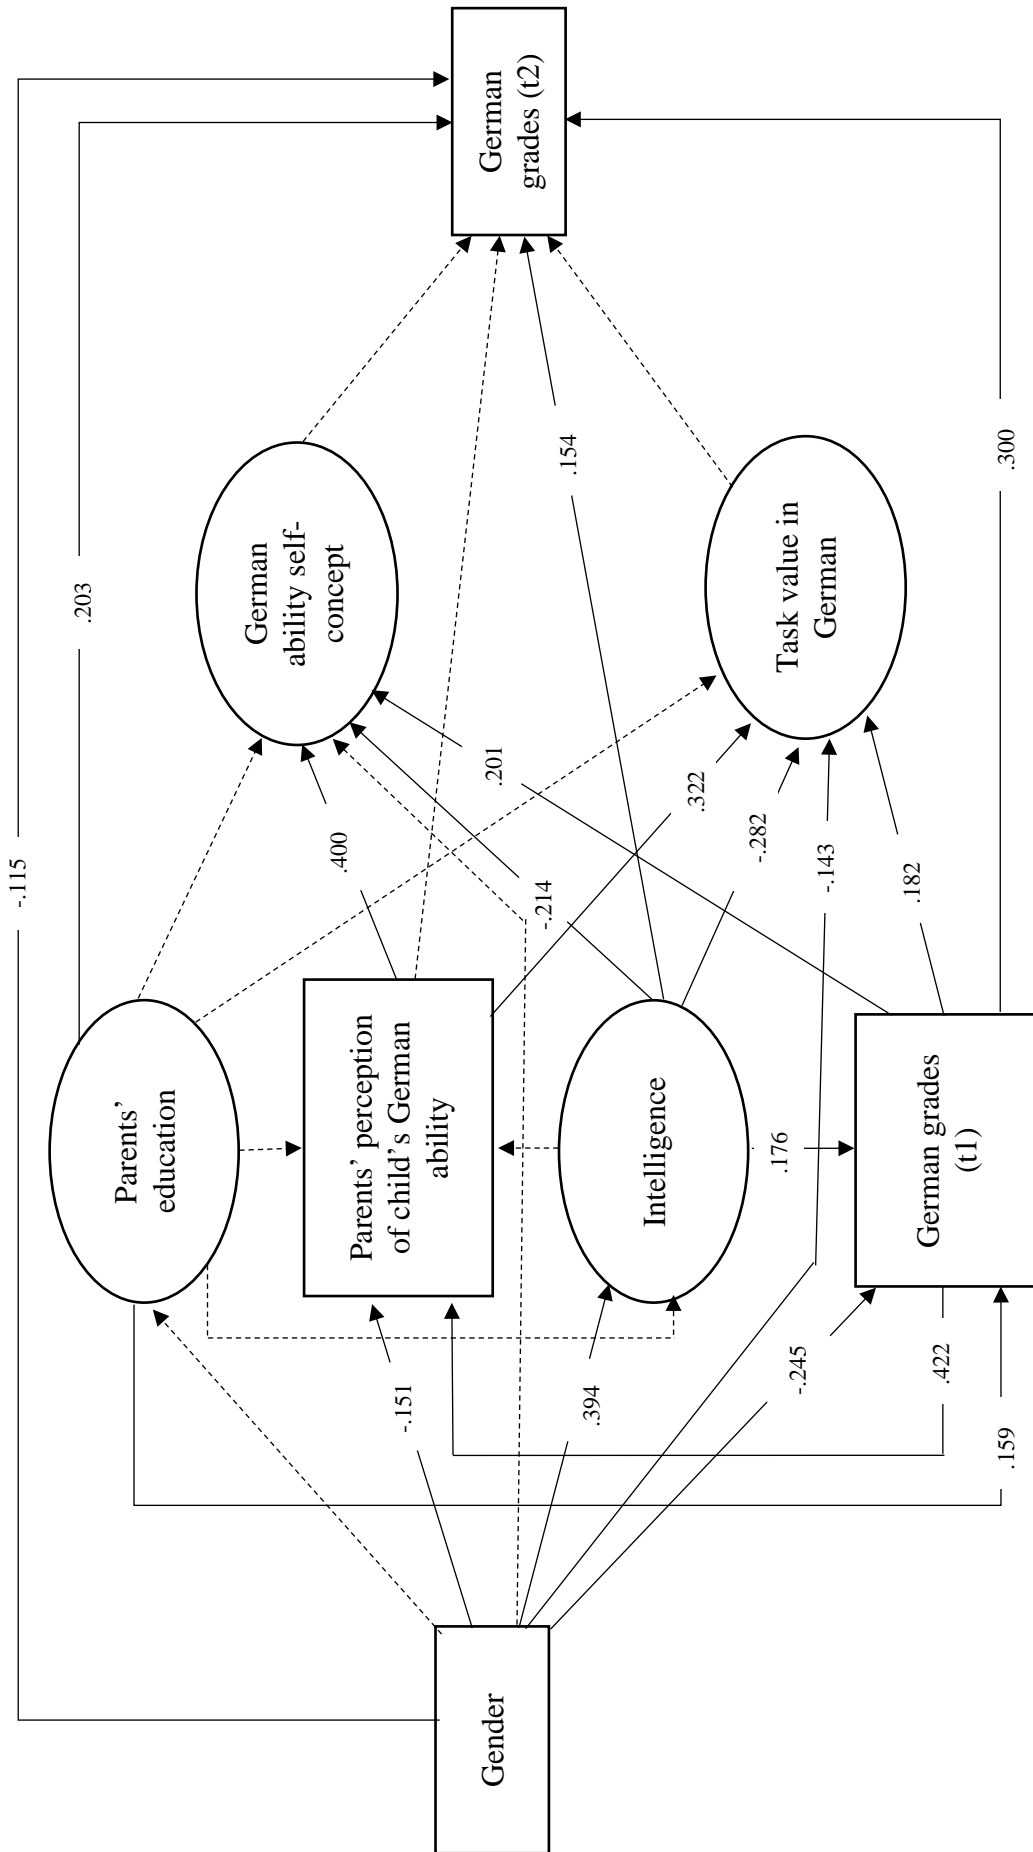 -.115
.203
Parents’
education
German
ability self-
concept
-.151
Parents’ perception
of child’s German
ability
.400
Gender
German
grades (t2)
.394
Intelligence
-.214
.201
.154
.322
-.282
-.143
.176
-.245
Task value in
German
.422
.159
German grades
(t1)
.182
.300